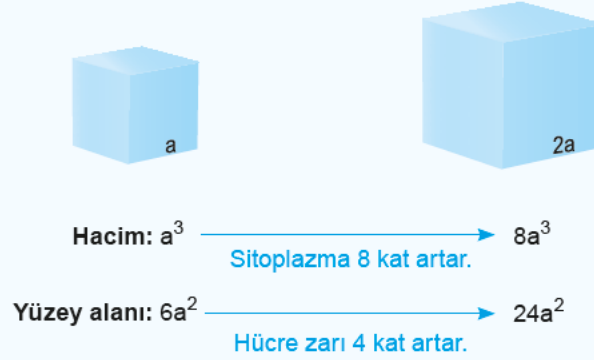 a
2a
Hacim: a³ 8a³
Sitoplazma 8 kat artar.
Yüzey alanı: 6a² 24a²
Hücre zarı 4 kat artar.